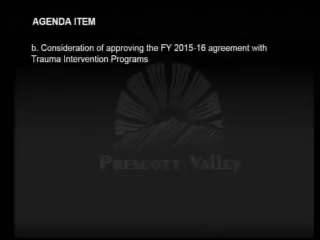 AGENDA ITEM
b. Consideration of approving the FY 2015-16 agreement with
Trauma Intervention Programs
PRESCOTT VALLEY